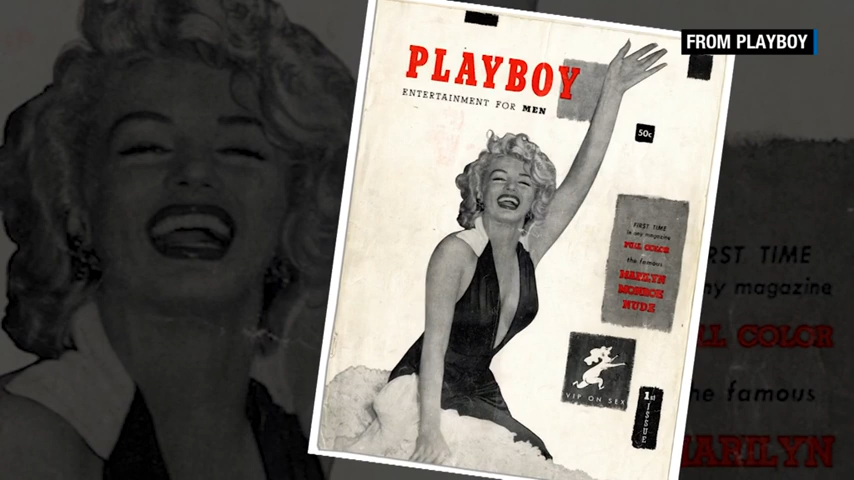 FROM PLAYBOY
PLAYBOY
ENTERTAINMENT FOR MEN
50c
FIRST TIME
in any magazine
FULL COLOR
the famous
MARILYN
MONROE
NUDE
VIP ON SEX
1st
ISSUE
RST TIME
ny magazine
LL COLOR
he famous
MARILYN